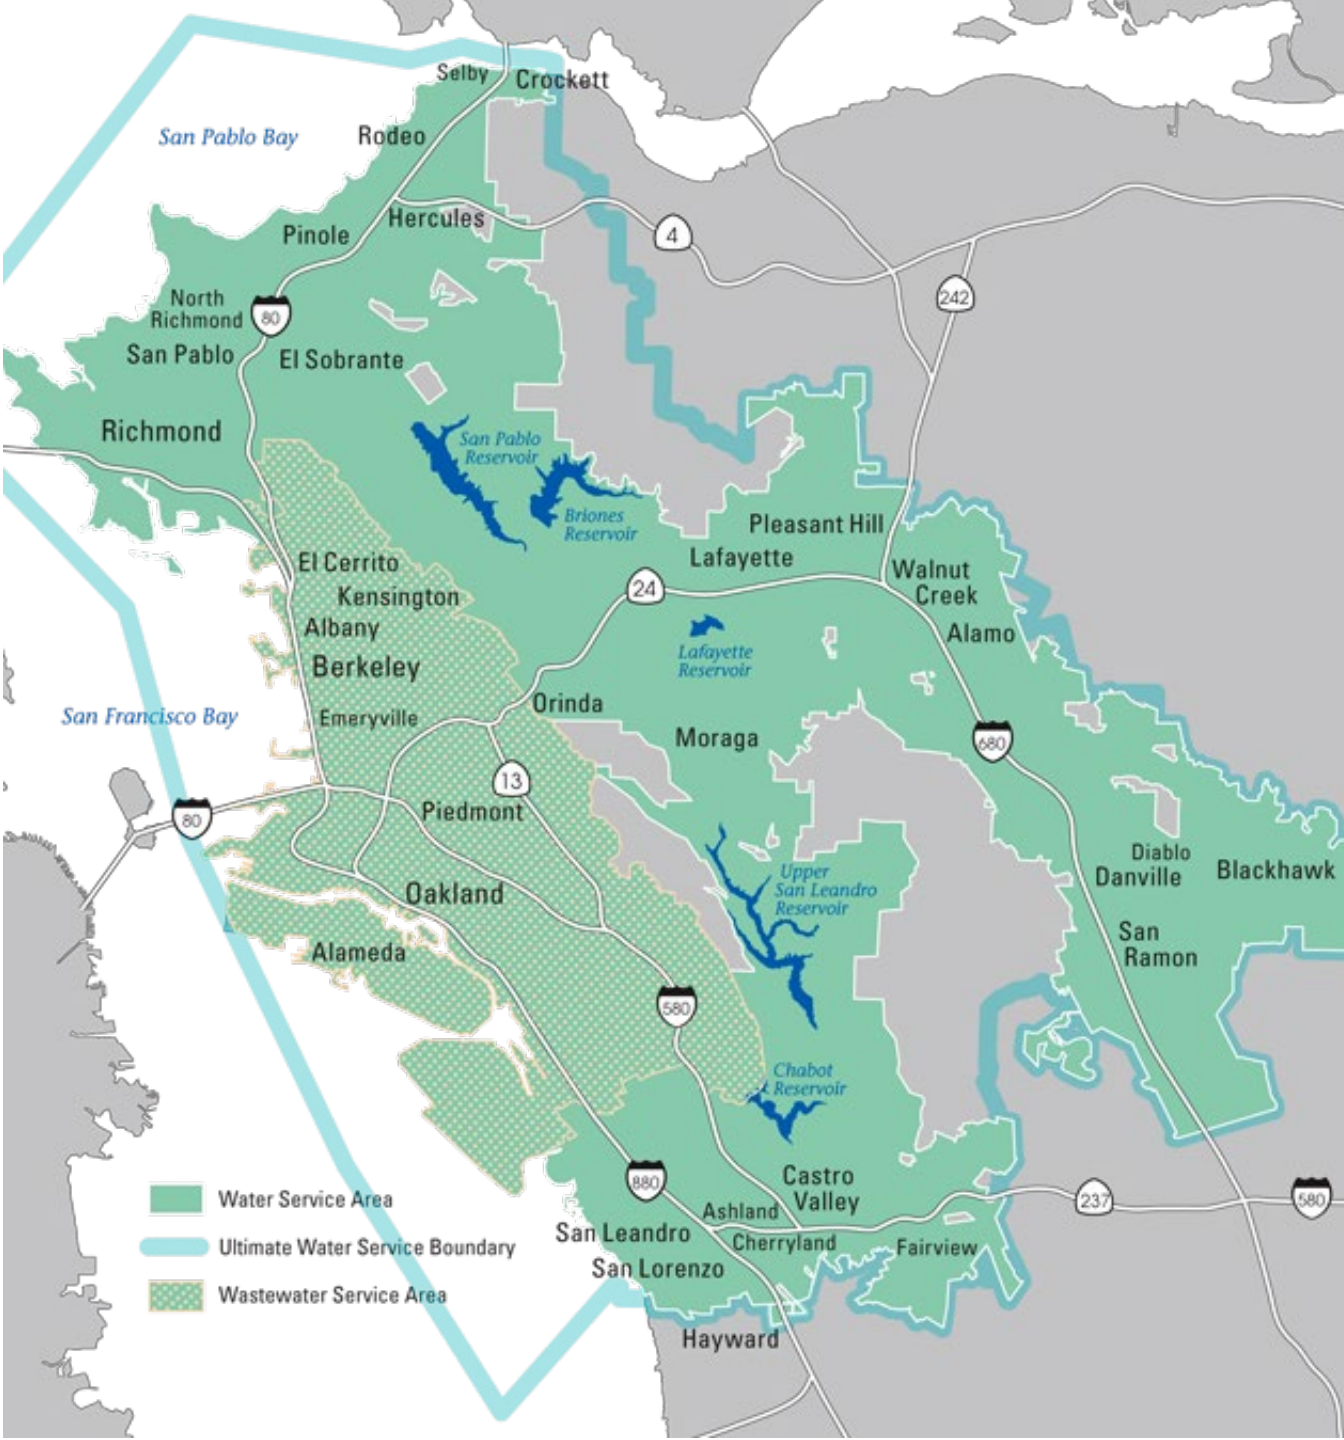 Selby
Crockett
San Pablo Bay
Rodeo
Hercules
Pinole
4
North
Richmond
80
242
San Pablo
El Sobrante
Richmond
San Pablo
Reservoir
Briones
Reservoir
Pleasant Hill
Lafayette
El Cerrito
Walnut
Creek
Kensington
24
Albany
Alamo
Berkeley
Lafayette
Reservoir
Orinda
San Francisco Bay
Emeryville
Moraga
680
13
80
Piedmont
Diablo
Danville
Blackhawk
Upper
San Leandro
Reservoir
Oakland
Alameda
San
Ramon
580
Chabot
Reservoir
880
Castro
Valley
237
580
Water Service Area
Ashland
San Leandro
Cherryland
Fairview
Ultimate Water Service Boundary
San Lorenzo
Wastewater Service Area
Hayward